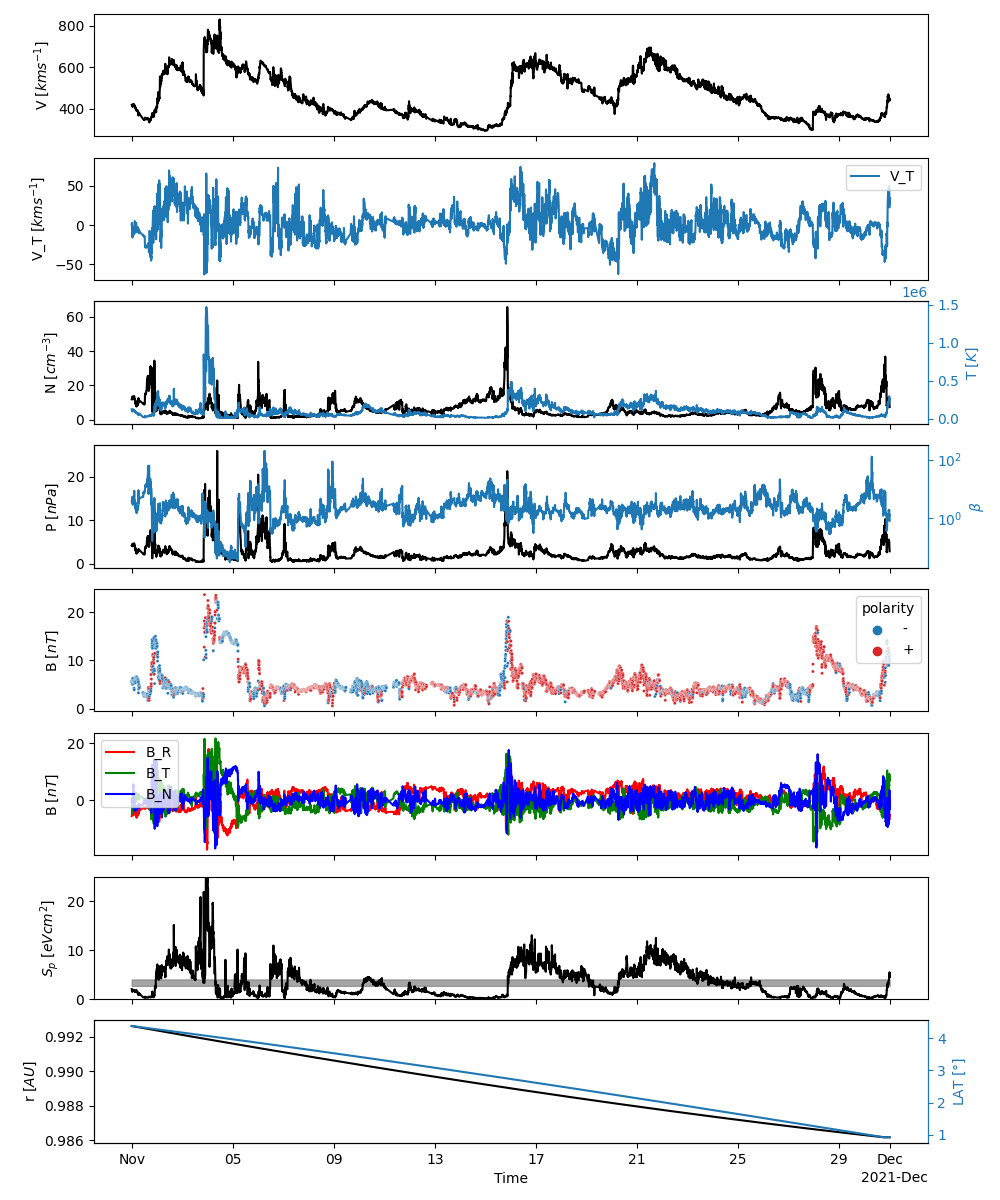 V [kms⁻¹]
800
600
400
V_T [kms⁻¹]
50
0
−50
V_T
N [cm⁻³]
60
40
20
0
1e6
1.5
1.0
0.5
0.0
T [K]
P [nPa]
20
10
0
10²
10⁰
β
B [nT]
20
10
0
polarity
-
+
B [nT]
20
0
B_R
B_T
B_N
Sₚ [eVcm²]
20
10
0
r [AU]
0.992
0.990
0.988
0.986
4
3
2
1
LAT [°]
Nov 05 09 13 17 21 25 29 Dec
Time
2021-Dec